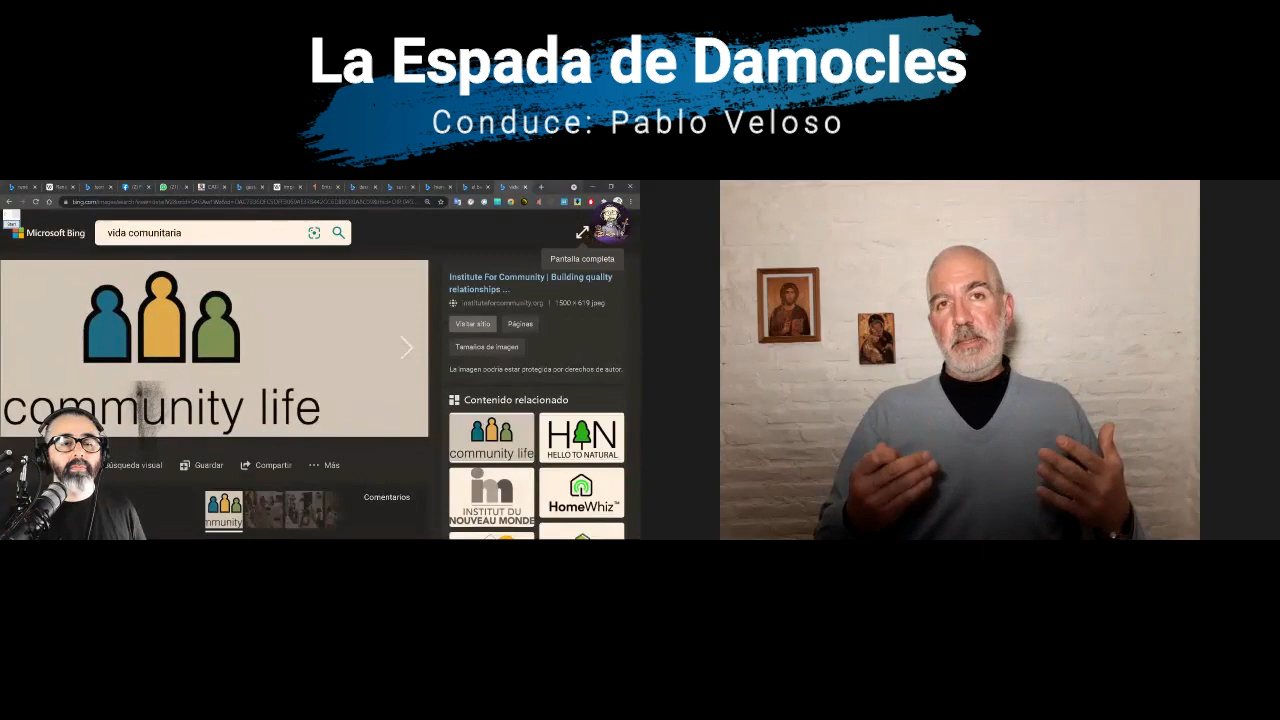 La Espada de Damocles
Conduce: Pablo Veloso
Microsoft Bing
vida comunitaria
Pantalla completa
community life
Búsqueda visual
Guardar
Compartir
Más
Comentarios
Institute For Community | Building quality
relationships ...
instituteforcommunity.org | 1500 × 619 jpeg
Visitar sitio
Páginas
Tamaños de imagen
La imagen podría estar protegida por derechos de autor.
Contenido relacionado
community life
HTN
HELLO TO NATURAL
im
INSTITUT DU
NOUVEAU MONDE
HomeWhiz™